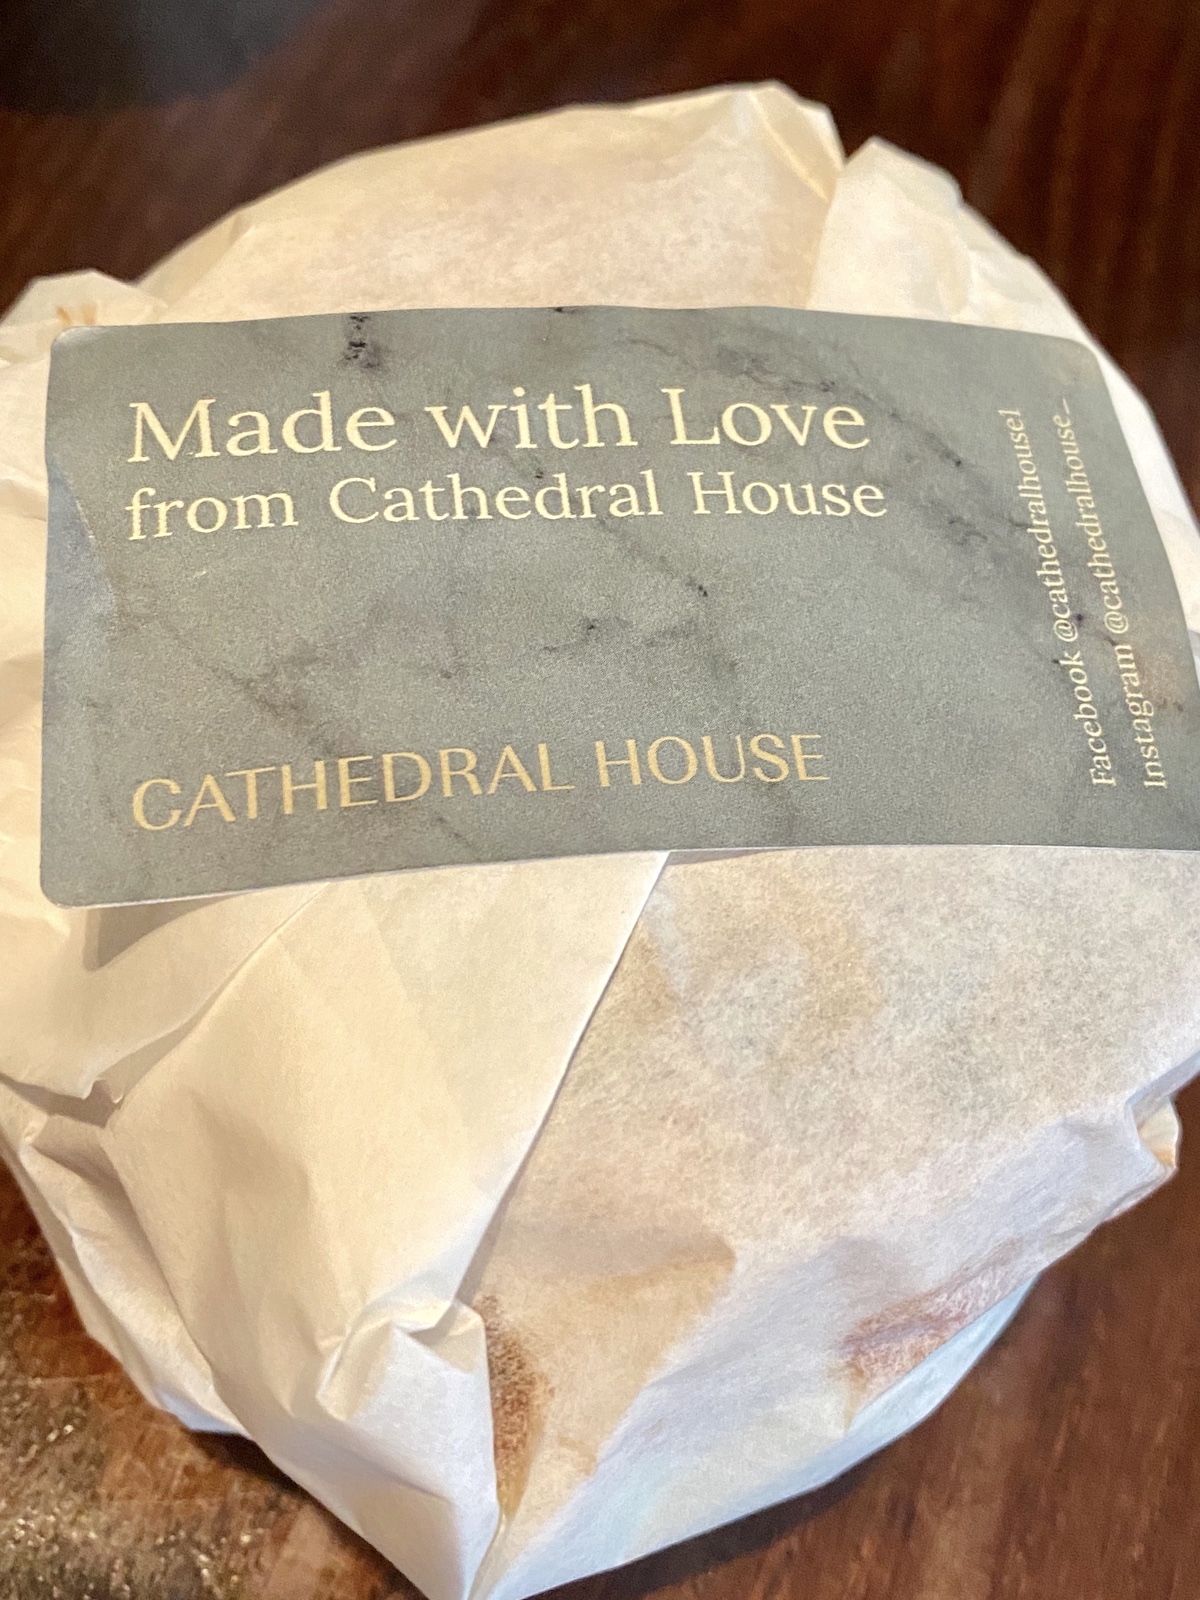 Made with Love
from Cathedral House
CATHEDRAL HOUSE
Facebook @cathedralhouse1
Instagram @cathedralhouse_